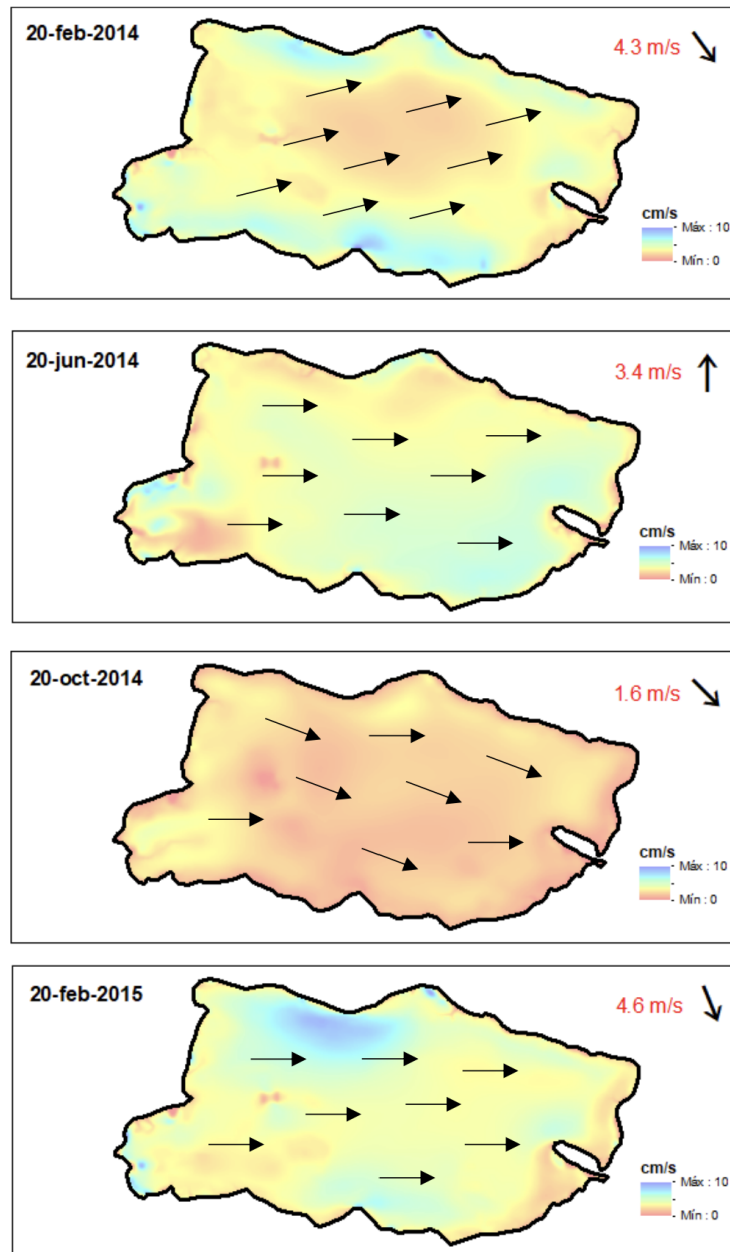 20-feb-2014
4.3 m/s
cm/s
Máx : 10
Mín : 0
20-jun-2014
3.4 m/s
cm/s
Máx : 10
Mín : 0
20-oct-2014
1.6 m/s
cm/s
Máx : 10
Mín : 0
20-feb-2015
4.6 m/s
cm/s
Máx : 10
Mín : 0